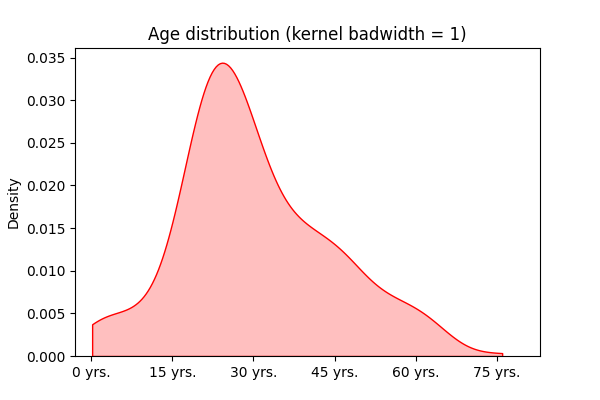 Age distribution (kernel badwidth = 1)
0.035
0.030
0.025
0.020
0.015
0.010
0.005
0.000
Density
0 yrs. 15 yrs. 30 yrs. 45 yrs. 60 yrs. 75 yrs.